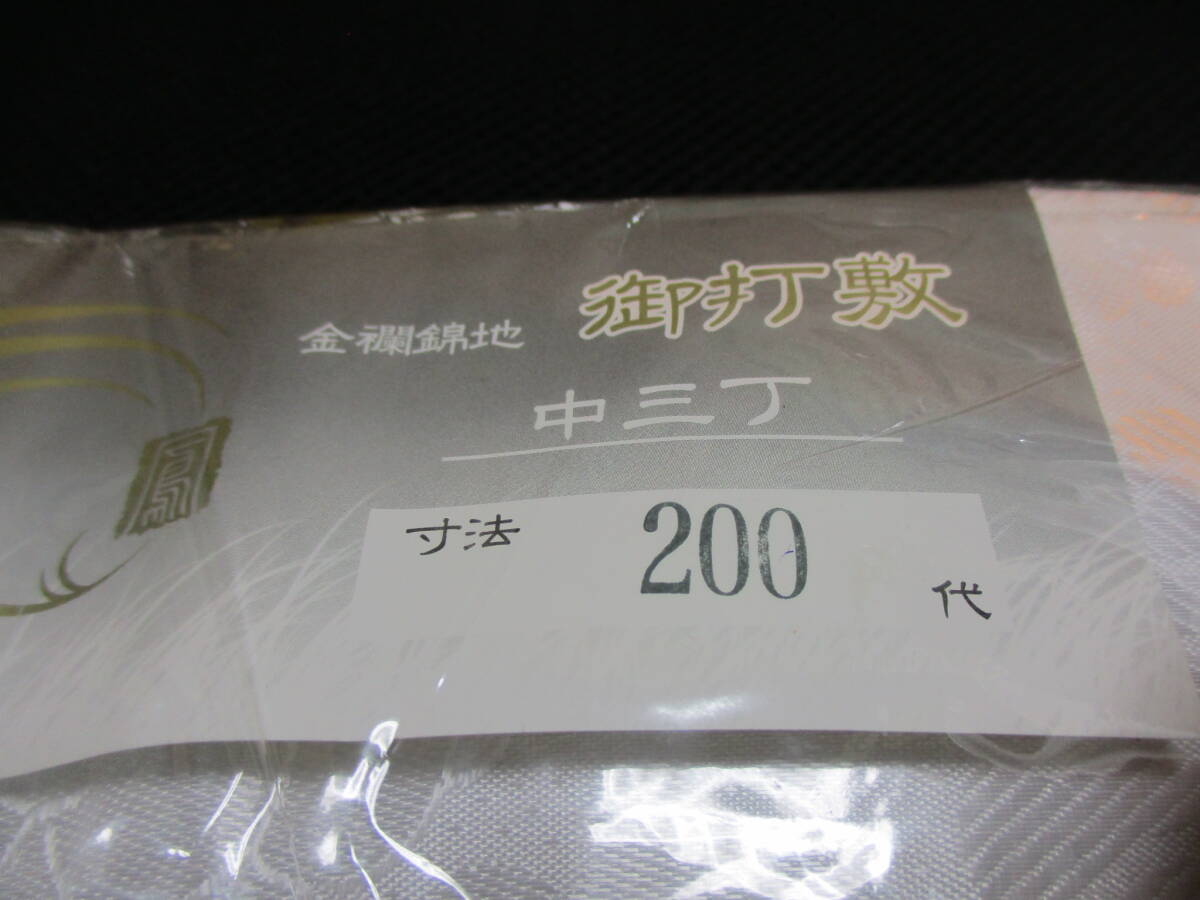 御打敷
金襴錦地
中三丁
寸法 200 代